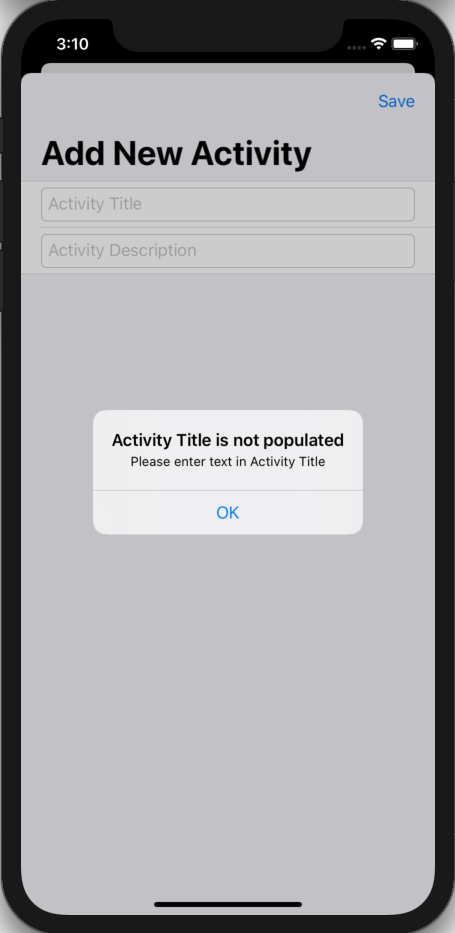 3:10
Save
Add New Activity
Activity Title
Activity Description
Activity Title is not populated
Please enter text in Activity Title
OK